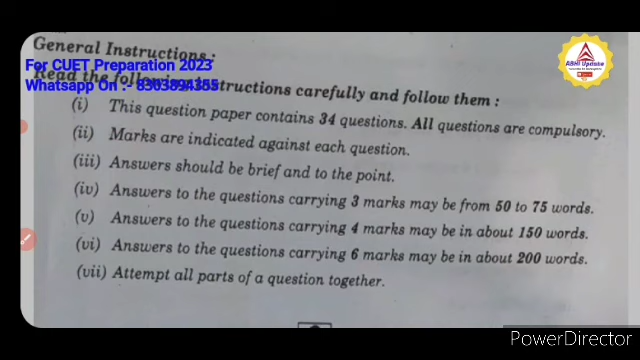 General Instructions :
For CUET Preparation 2023
Read the following instructions carefully and follow them :
Whatsapp On :- 8363894355
ABHI Update
(i) This question paper contains 34 questions. All questions are compulsory.
(ii) Marks are indicated against each question.
(iii) Answers should be brief and to the point.
(iv) Answers to the questions carrying 3 marks may be from 50 to 75 words.
(v) Answers to the questions carrying 4 marks may be in about 150 words.
(vi) Answers to the questions carrying 6 marks may be in about 200 words.
(vii) Attempt all parts of a question together.
PowerDirector